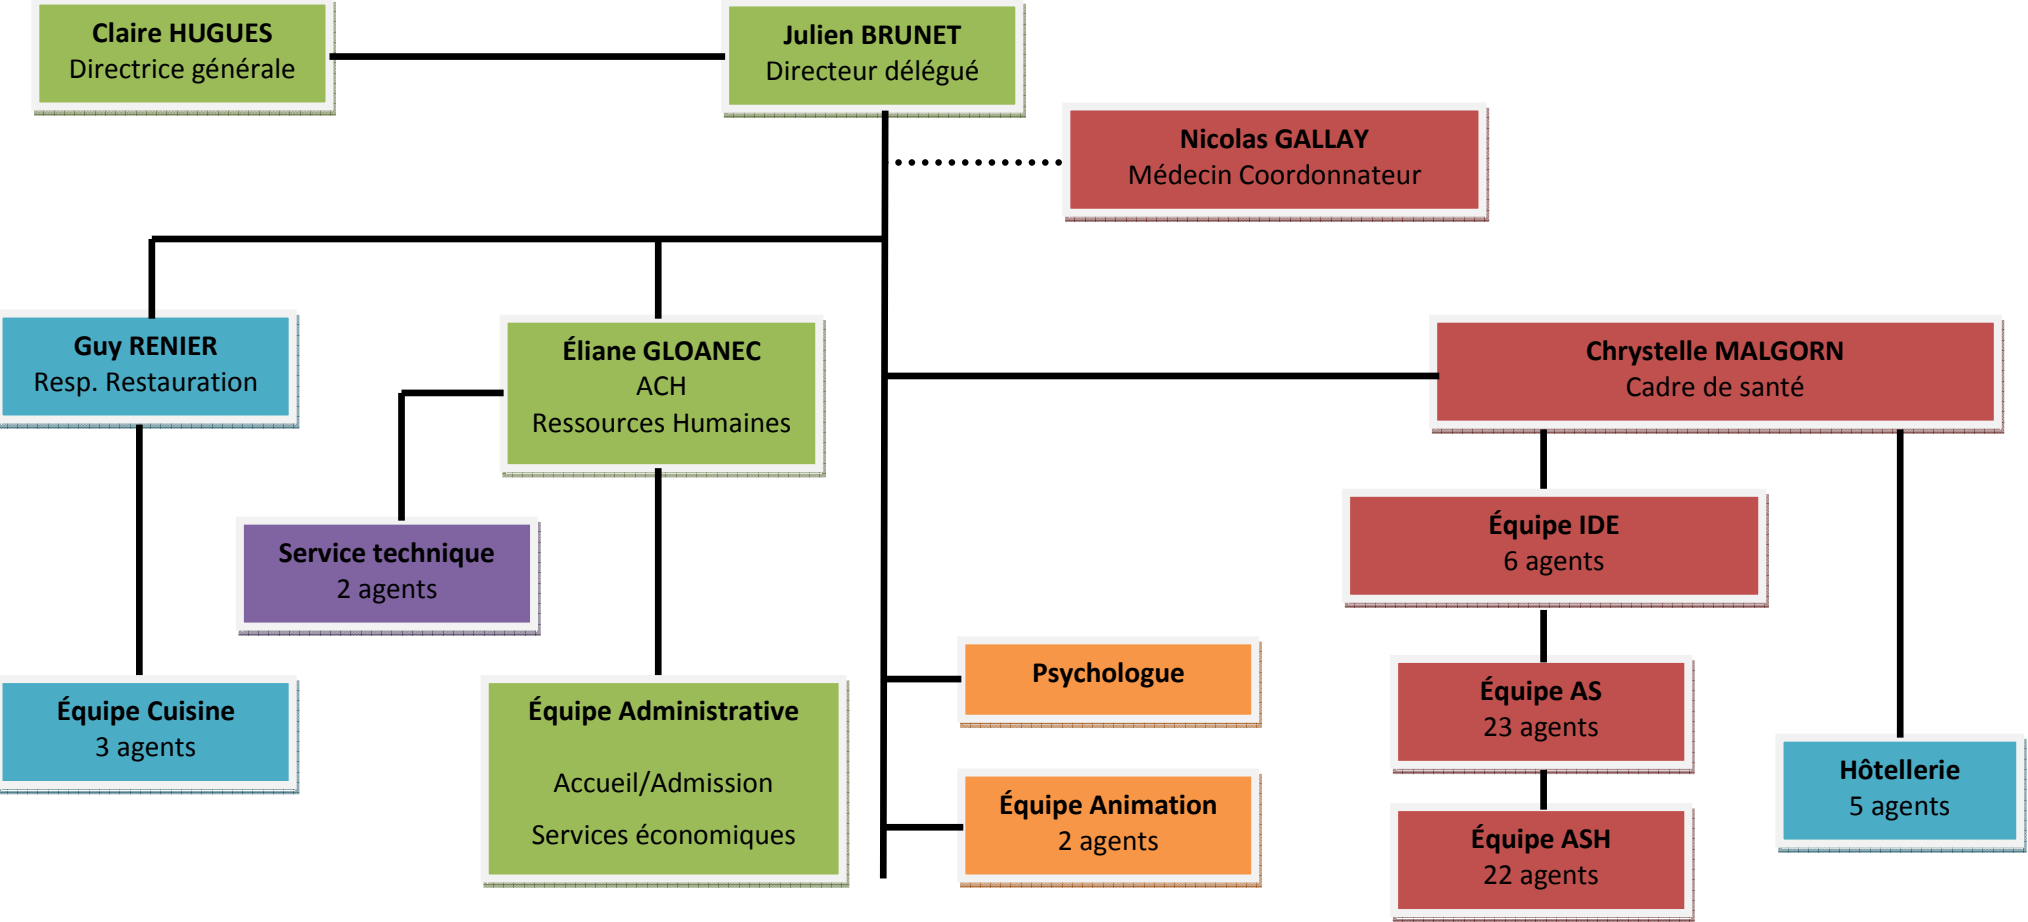 Claire HUGUES
Directrice générale
Julien BRUNET
Directeur délégué
Nicolas GALLAY
Médecin Coordonnateur
Guy RENIER
Resp. Restauration
Éliane GLOANEC
ACH
Ressources Humaines
Chrystelle MALGORN
Cadre de santé
Service technique
2 agents
Équipe IDE
6 agents
Équipe Cuisine
3 agents
Équipe Administrative
Accueil/Admission
Services économiques
Psychologue
Équipe Animation
2 agents
Équipe AS
23 agents
Équipe ASH
22 agents
Hôtellerie
5 agents